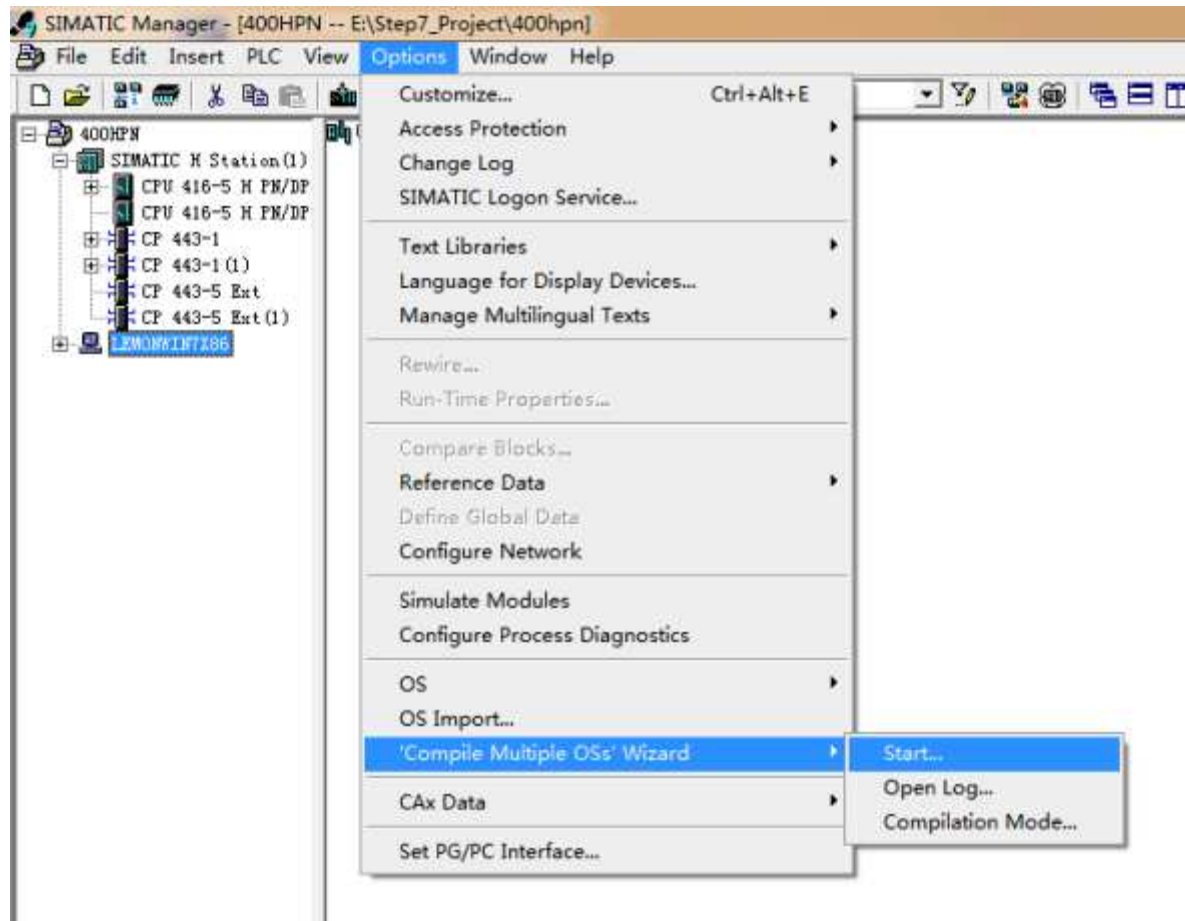 SIMATIC Manager - [400HPN -- E:\Step7_Project\400hpn]
File Edit Insert PLC View Options Window Help
Customize... Ctrl+Alt+E
Access Protection
Change Log
SIMATIC Logon Service...
Text Libraries
Language for Display Devices...
Manage Multilingual Texts
Rewire...
Run-Time Properties...
Compare Blocks...
Reference Data
Define Global Data
Configure Network
Simulate Modules
Configure Process Diagnostics
OS
OS Import...
'Compile Multiple OSs' Wizard
CAx Data
Set PG/PC Interface...
Start...
Open Log...
Compilation Mode...
400HPN
SIMATIC H Station(1)
CPU 416-5 H PN/DP
CPU 416-5 H PN/DP
CP 443-1
CP 443-1(1)
CP 443-5 Ext
CP 443-5 Ext(1)
LEMONWIN7X86